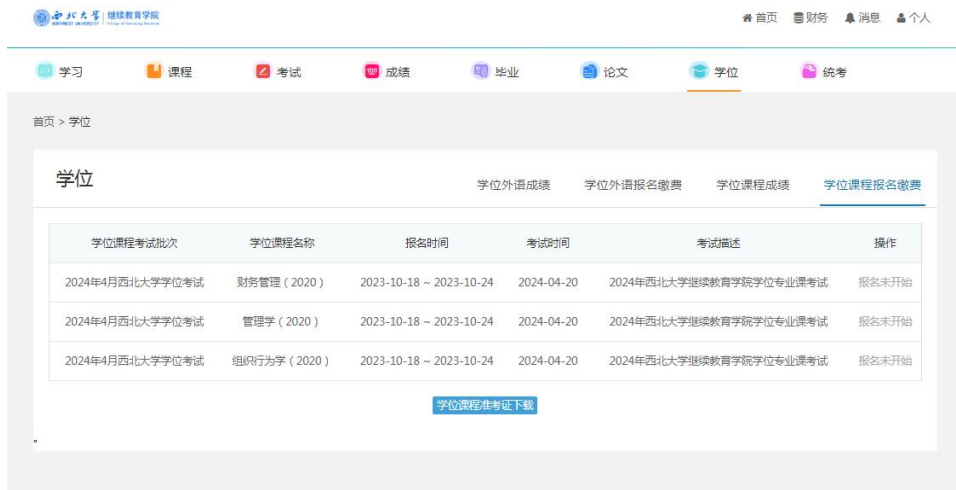 西北大学 继续教育学院
首页 财务 消息 个人
学习 课程 考试 100 成绩 毕业 论文 学位 统考
首页 > 学位
学位 学位外语成绩 学位外语报名缴费 学位课程成绩 学位课程报名缴费
学位课程考试批次 学位课程名称 报名时间 考试时间 考试描述 操作
2024年4月西北大学学位考试 财务管理（2020） 2023-10-18 ~ 2023-10-24 2024-04-20 2024年西北大学继续教育学院学位专业课考试 报名未开始
2024年4月西北大学学位考试 管理学（2020） 2023-10-18 ~ 2023-10-24 2024-04-20 2024年西北大学继续教育学院学位专业课考试 报名未开始
2024年4月西北大学学位考试 组织行为学（2020） 2023-10-18 ~ 2023-10-24 2024-04-20 2024年西北大学继续教育学院学位专业课考试 报名未开始
学位课程准考证下载
"